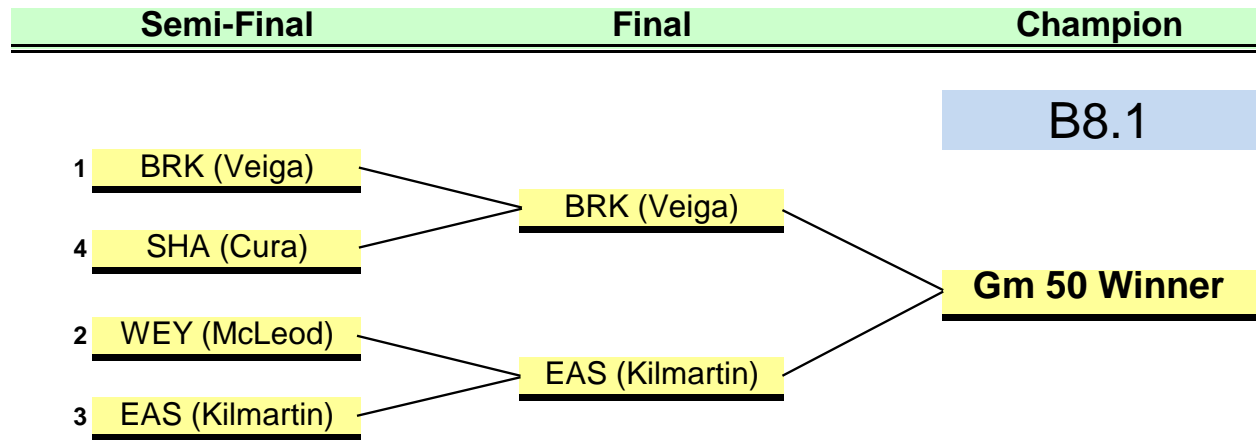 Semi-Final Final Champion
B8.1
1 BRK (Veiga)
BRK (Veiga)
4 SHA (Cura)
Gm 50 Winner
2 WEY (McLeod)
EAS (Kilmartin)
3 EAS (Kilmartin)